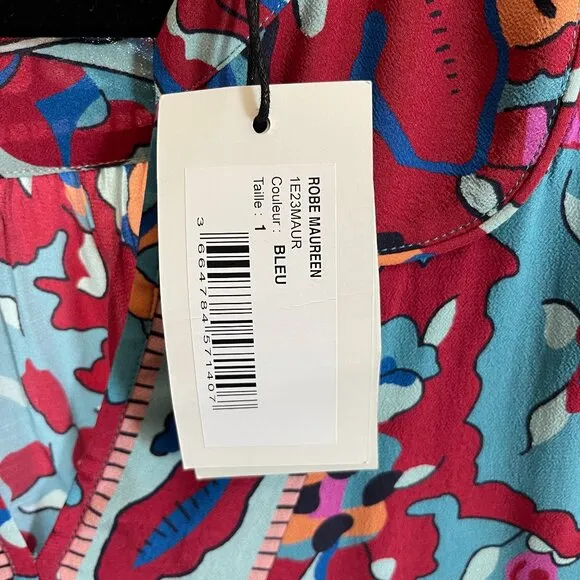 ROBE MAUREEN
1E23MAUR
Couleur : BLEU
Taille : 1
3 664784 571407